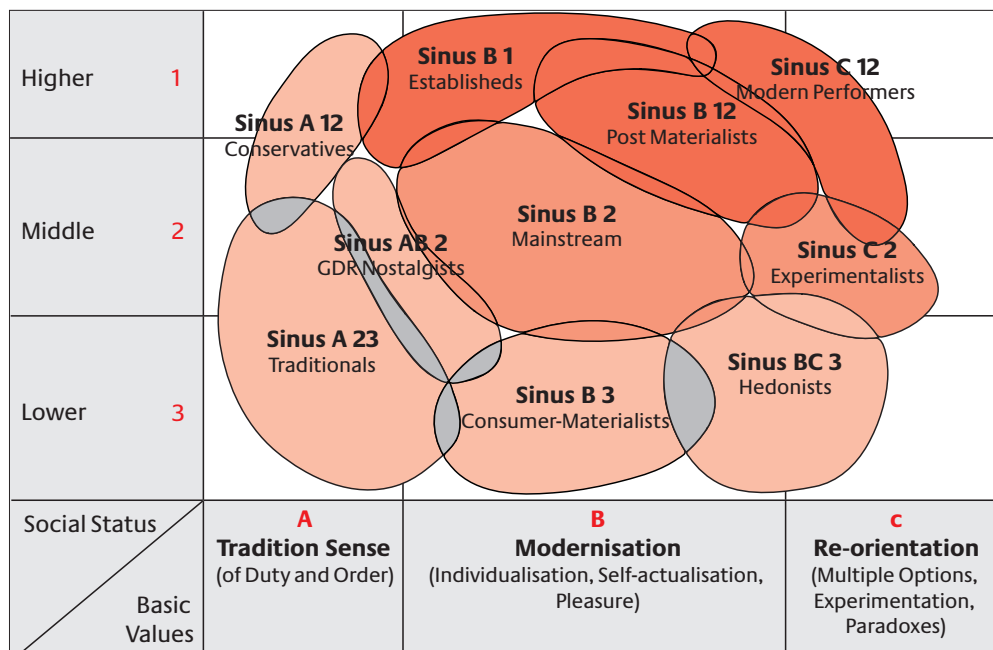 Higher 1
Sinus B 1
Establisheds
Sinus C 12
Modern Performers
Sinus B 12
Post Materialists
Sinus A 12
Conservatives
Middle 2
Sinus B 2
Mainstream
Sinus AB 2
GDR Nostalgists
Sinus C 2
Experimentalists
Lower 3
Sinus A 23
Traditionals
Sinus B 3
Consumer-Materialists
Sinus BC 3
Hedonists
Social Status
Basic
Values
A
Tradition Sense
(of Duty and Order)
B
Modernisation
(Individualisation, Self-actualisation,
Pleasure)
c
Re-orientation
(Multiple Options,
Experimentation,
Paradoxes)